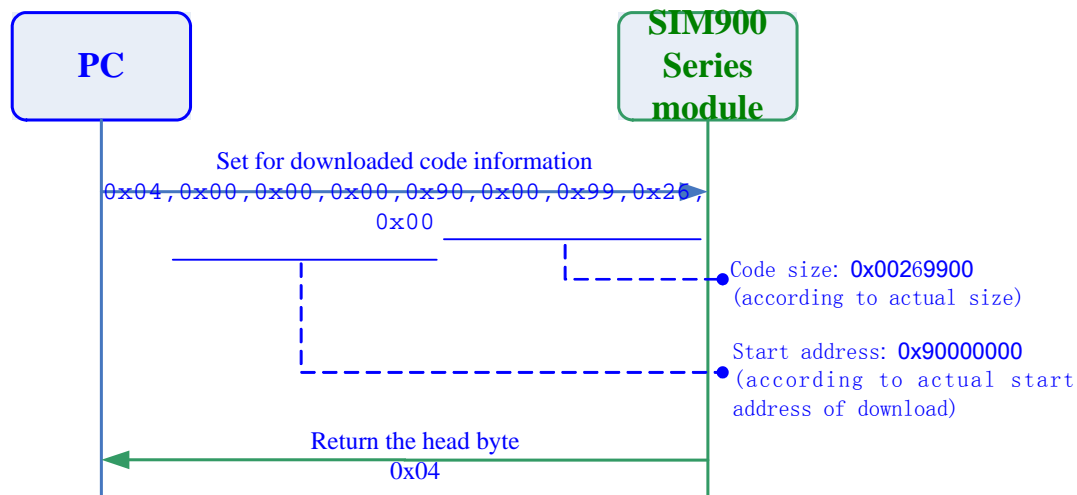 PC
SIM900
Series
module
Set for downloaded code information
0x04,0x00,0x00,0x00,0x90,0x00,0x99,0x26,
0x00
Code size: 0x00269900
(according to actual size)
Start address: 0x90000000
(according to actual start
address of download)
Return the head byte
0x04